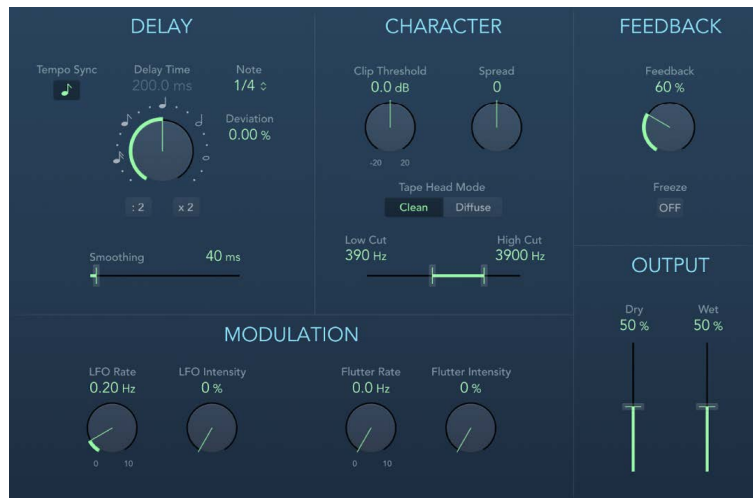 DELAY
Tempo Sync
Delay Time
200.0 ms
Note
1/4
Deviation
0.00 %
: 2
x 2
Smoothing
40 ms
CHARACTER
Clip Threshold
0.0 dB
-20
20
Spread
0
Tape Head Mode
Clean
Diffuse
Low Cut
390 Hz
High Cut
3900 Hz
FEEDBACK
Feedback
60 %
Freeze
OFF
MODULATION
LFO Rate
0.20 Hz
0
10
LFO Intensity
0 %
Flutter Rate
0.0 Hz
0
10
Flutter Intensity
0 %
OUTPUT
Dry
50 %
Wet
50 %